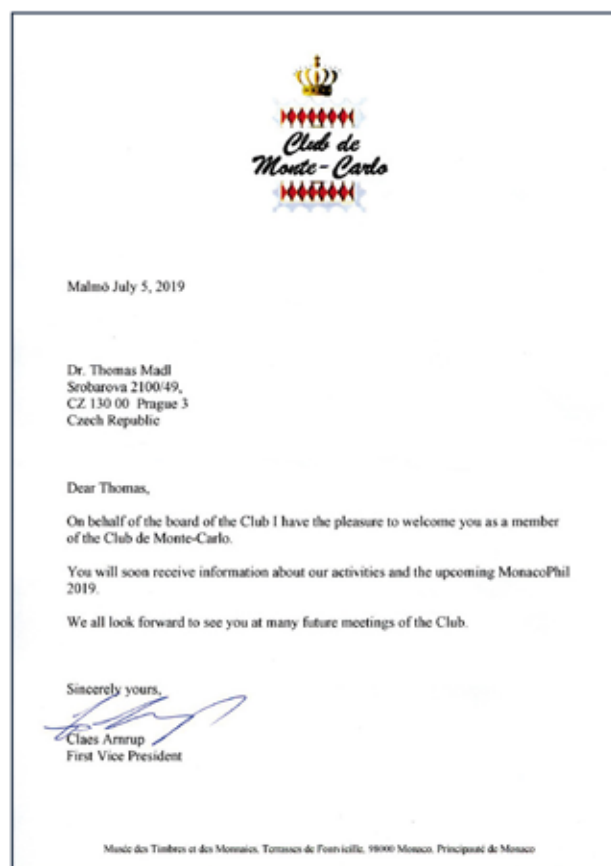 Club de
Monte-Carlo
Malmö July 5, 2019
Dr. Thomas Madl
Srobarova 2100/49,
CZ 130 00 Prague 3
Czech Republic
Dear Thomas,
On behalf of the board of the Club I have the pleasure to welcome you as a member
of the Club de Monte-Carlo.
You will soon receive information about our activities and the upcoming MonacoPhil
2019.
We all look forward to see you at many future meetings of the Club.
Sincerely yours,
Claes Arnrup
First Vice President
Musée des Timbres et des Monnaies, Terrasses de Fontvieille, 98000 Monaco, Principauté de Monaco